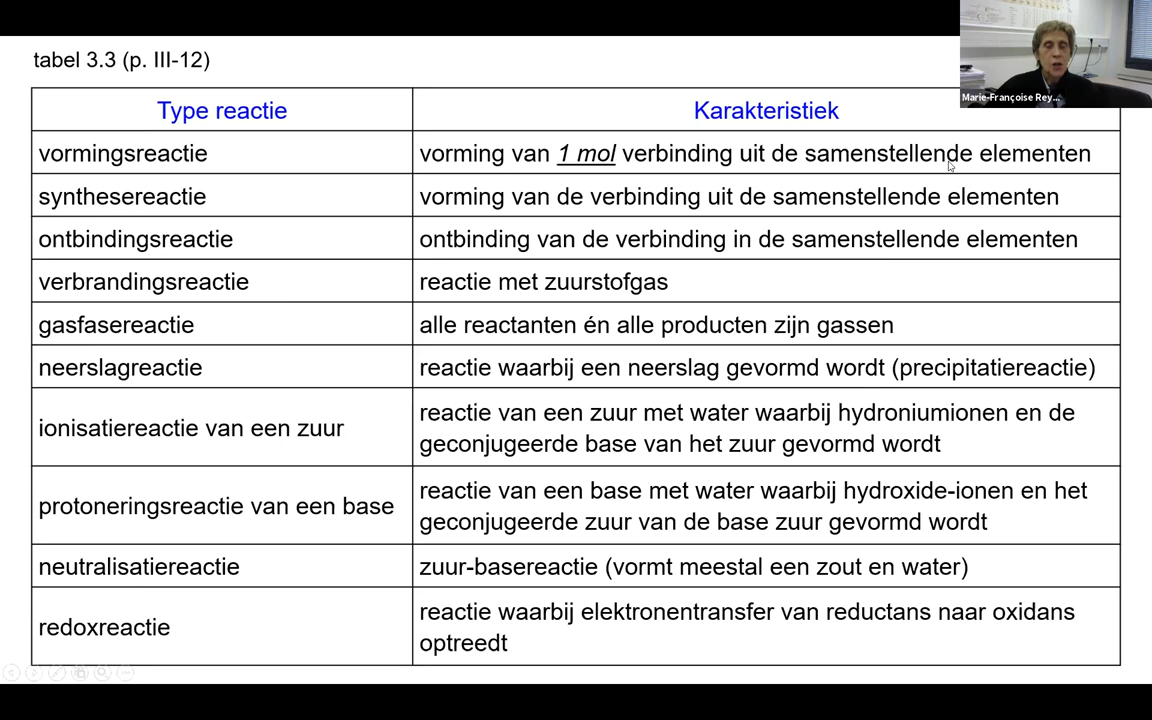 tabel 3.3 (p. III-12)
Marie-Françoise Rey...
Type reactie
Karakteristiek
vormingsreactie
vorming van 1 mol verbinding uit de samenstellende elementen
synthesereactie
vorming van de verbinding uit de samenstellende elementen
ontbindingsreactie
ontbinding van de verbinding in de samenstellende elementen
verbrandingsreactie
reactie met zuurstofgas
gasfasereactie
alle reactanten én alle producten zijn gassen
neerslagreactie
reactie waarbij een neerslag gevormd wordt (precipitatiereactie)
ionisatiereactie van een zuur
reactie van een zuur met water waarbij hydroniumionen en de
geconjugeerde base van het zuur gevormd wordt
protoneringsreactie van een base
reactie van een base met water waarbij hydroxide-ionen en het
geconjugeerde zuur van de base zuur gevormd wordt
neutralisatiereactie
zuur-basereactie (vormt meestal een zout en water)
redoxreactie
reactie waarbij elektronentransfer van reductans naar oxidans
optreedt